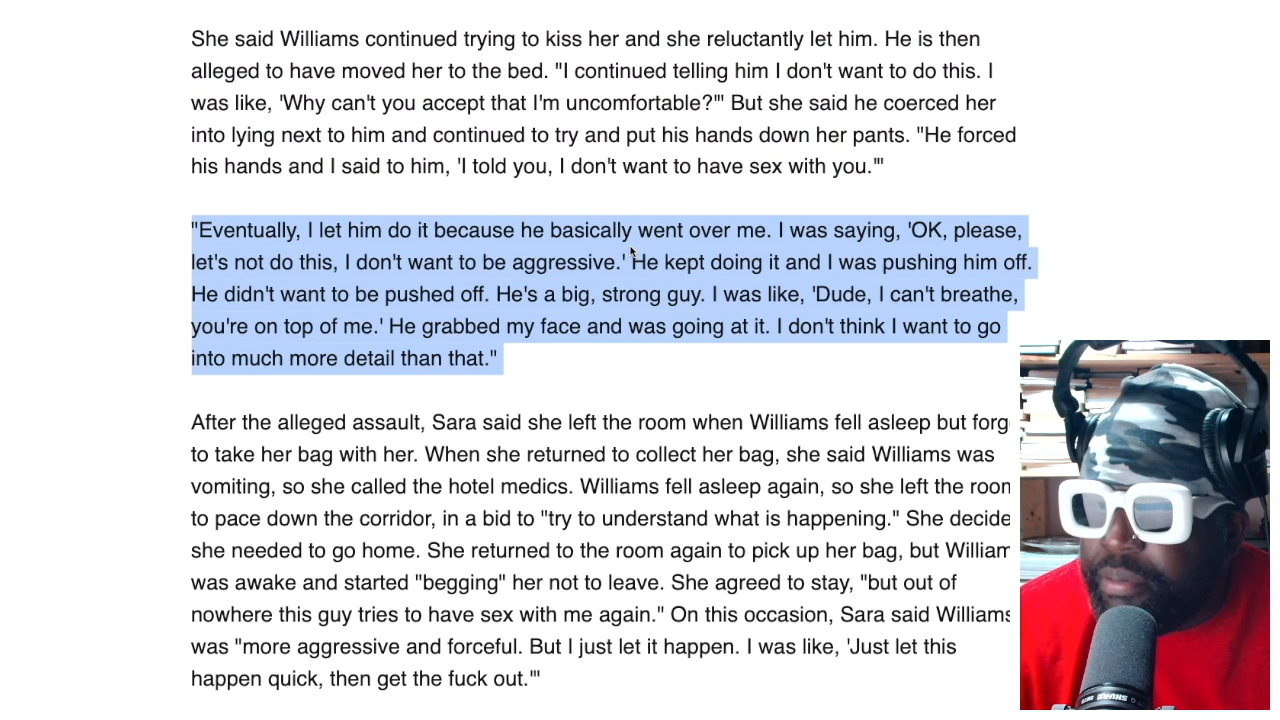 She said Williams continued trying to kiss her and she reluctantly let him. He is then
alleged to have moved her to the bed. "I continued telling him I don't want to do this. I
was like, 'Why can't you accept that I'm uncomfortable?'" But she said he coerced her
into lying next to him and continued to try and put his hands down her pants. "He forced
his hands and I said to him, 'I told you, I don't want to have sex with you.'"
"Eventually, I let him do it because he basically went over me. I was saying, 'OK, please,
let's not do this, I don't want to be aggressive.' He kept doing it and I was pushing him off.
He didn't want to be pushed off. He's a big, strong guy. I was like, 'Dude, I can't breathe,
you're on top of me.' He grabbed my face and was going at it. I don't think I want to go
into much more detail than that."
After the alleged assault, Sara said she left the room when Williams fell asleep but forg
to take her bag with her. When she returned to collect her bag, she said Williams was
vomiting, so she called the hotel medics. Williams fell asleep again, so she left the room
to pace down the corridor, in a bid to "try to understand what is happening." She decide
she needed to go home. She returned to the room again to pick up her bag, but William
was awake and started "begging" her not to leave. She agreed to stay, "but out of
nowhere this guy tries to have sex with me again." On this occasion, Sara said Williams
was "more aggressive and forceful. But I just let it happen. I was like, 'Just let this
happen quick, then get the fuck out.'"
SHURE